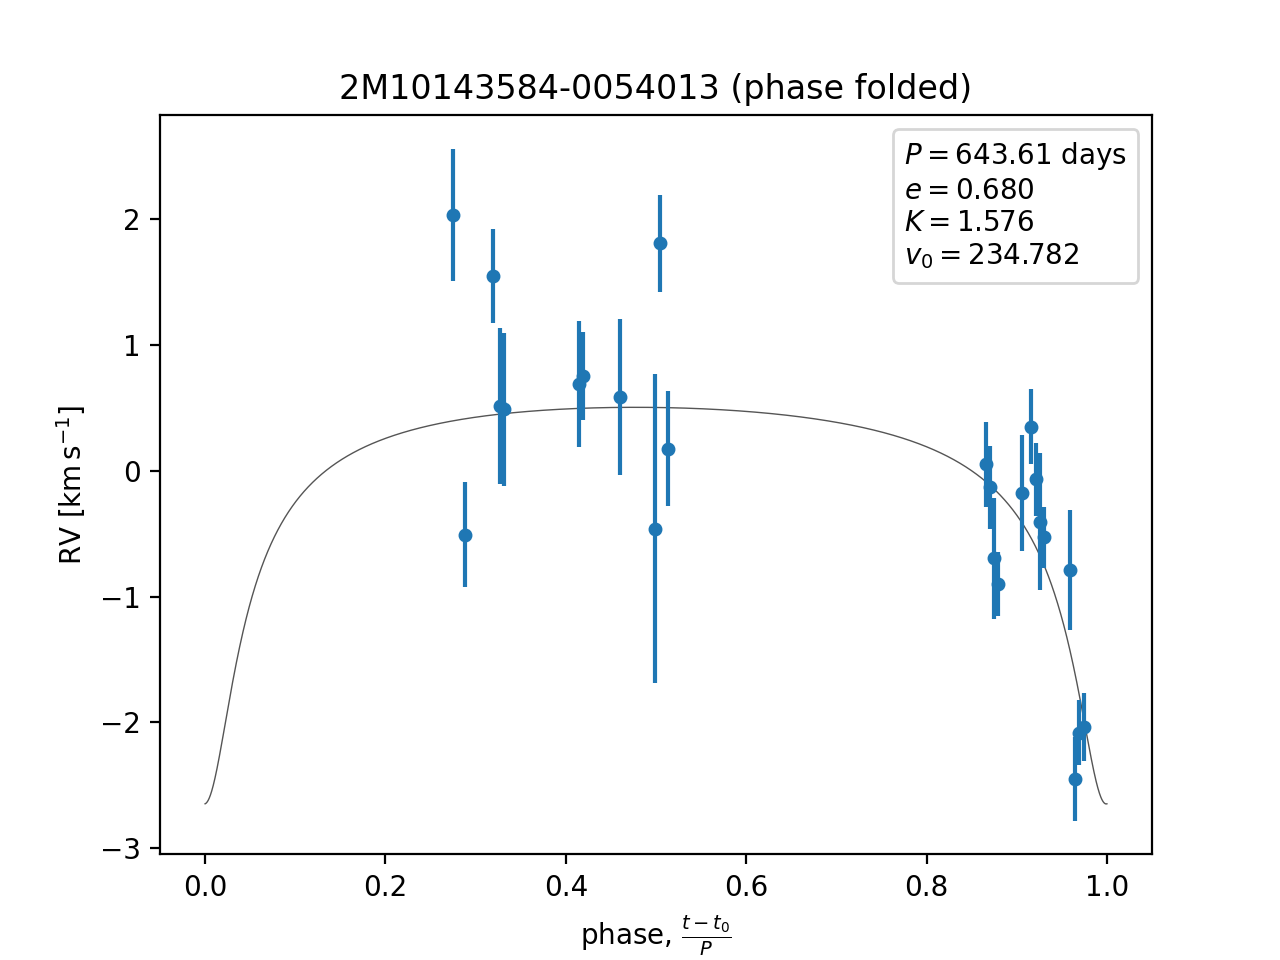 2M10143584-0054013 (phase folded)
P = 643.61 days
e = 0.680
K = 1.576
v₀ = 234.782
RV [km s⁻¹]
2
1
0
−1
−2
−3
0.0 0.2 0.4 0.6 0.8 1.0
phase, (t − t₀)/P